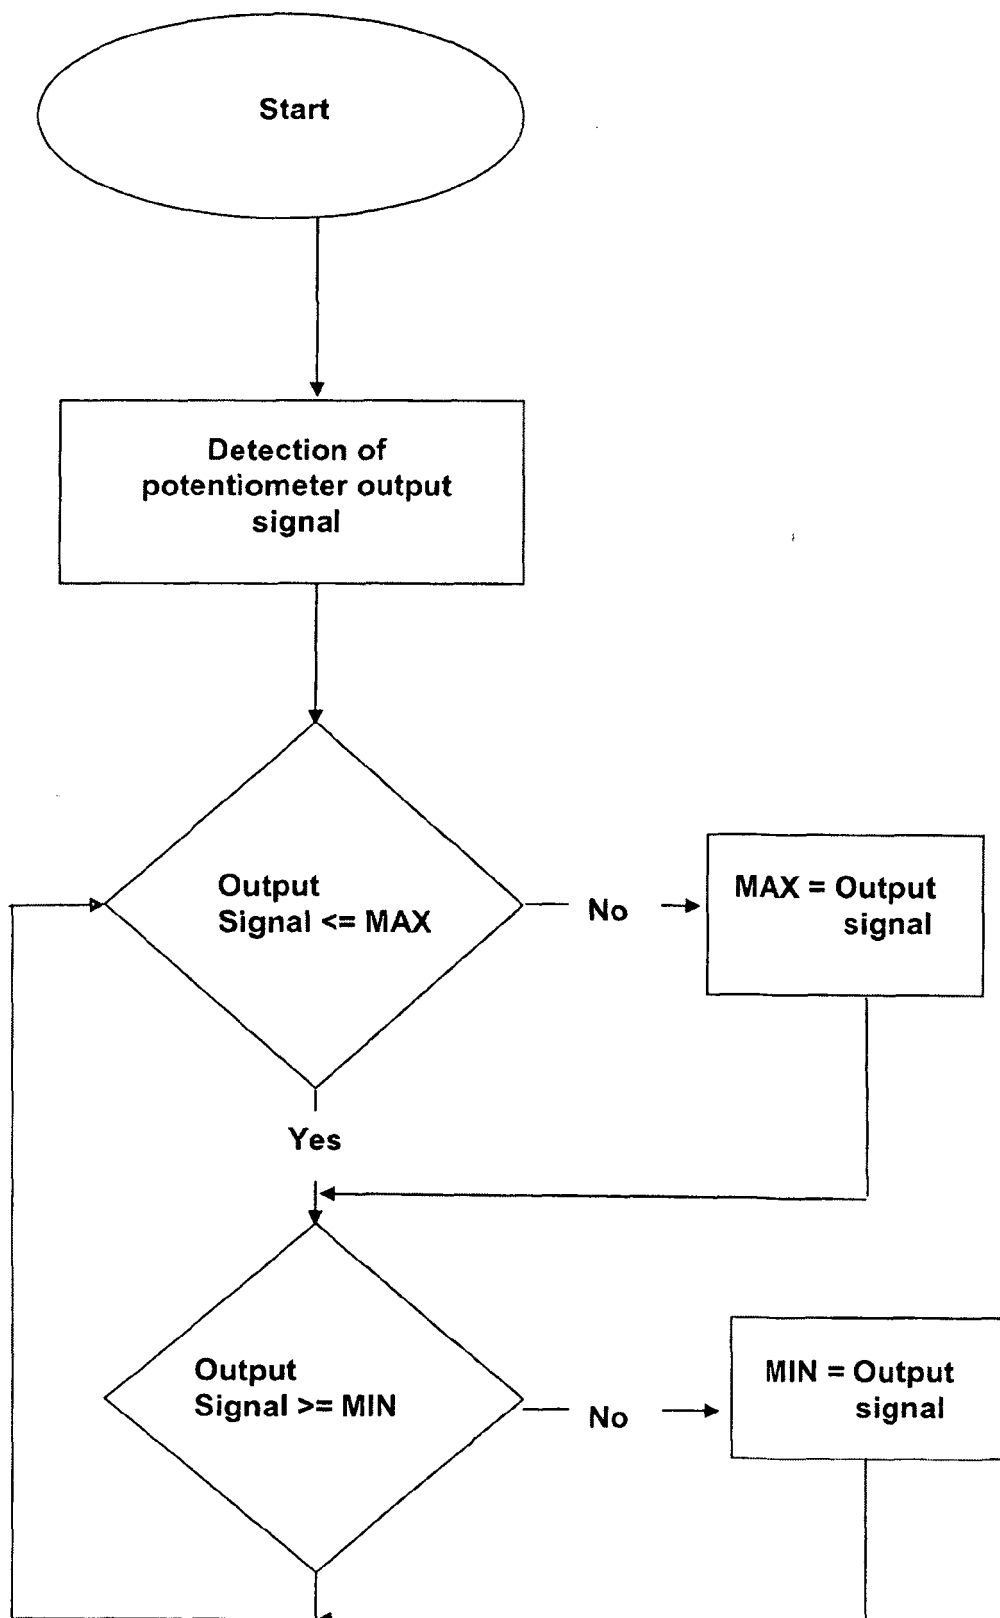 Start
Detection of
potentiometer output
signal
Output
Signal <= MAX
No
MAX = Output
signal
Yes
Output
Signal >= MIN
No
MIN = Output
signal